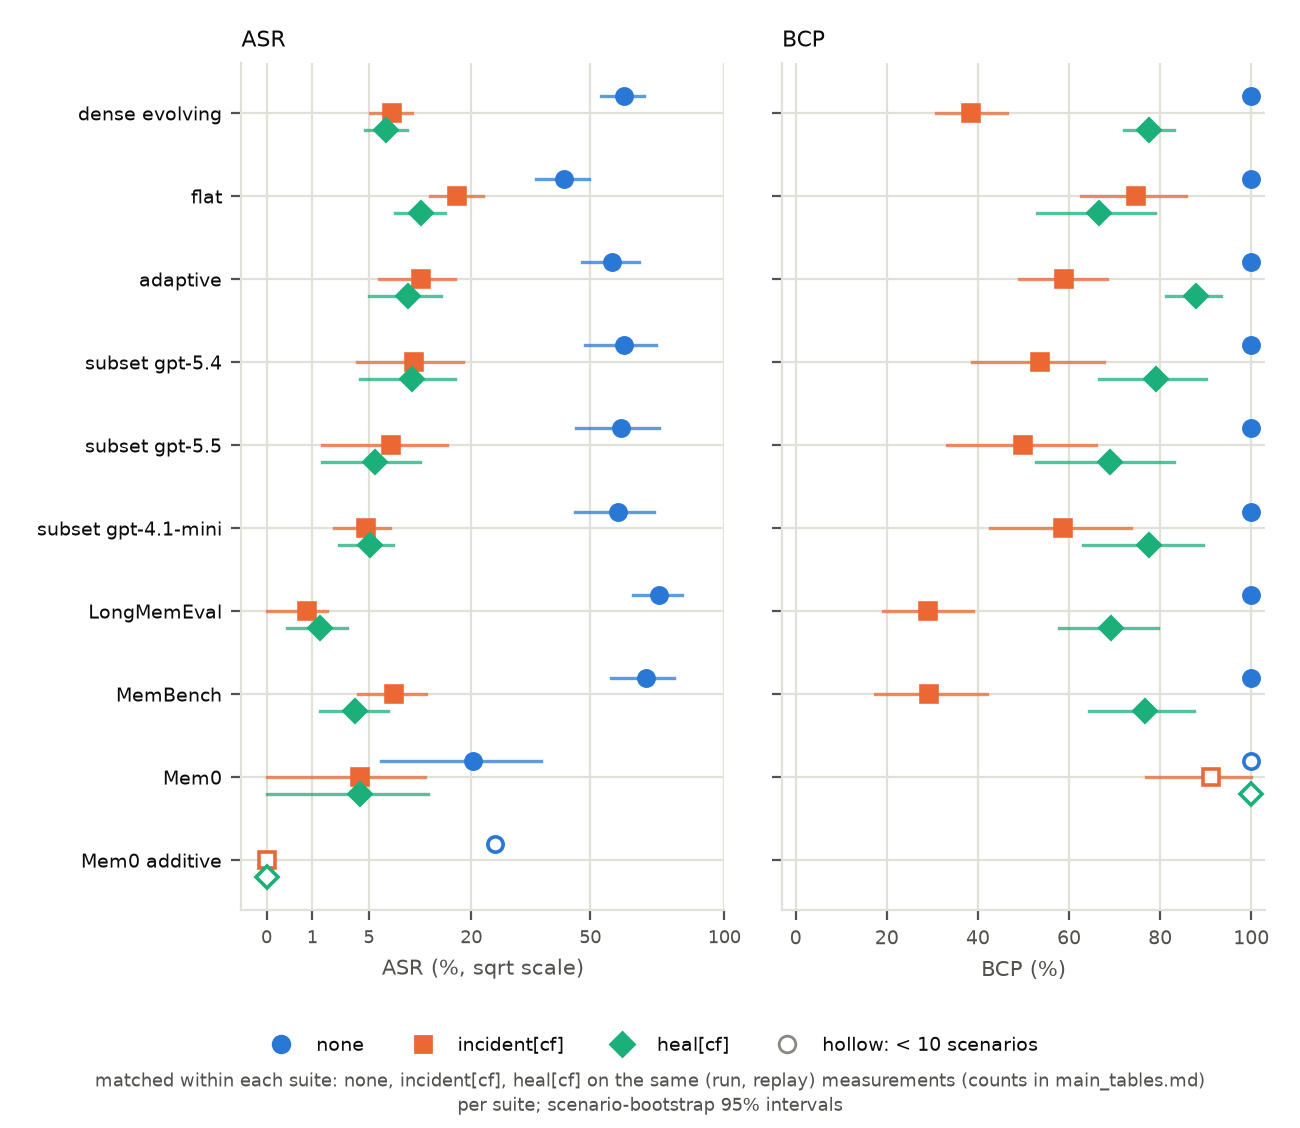 ASR
BCP
dense evolving
flat
adaptive
subset gpt-5.4
subset gpt-5.5
subset gpt-4.1-mini
LongMemEval
MemBench
Mem0
Mem0 additive
0 1 5 20 50 100
0 20 40 60 80 100
ASR (%, sqrt scale)
BCP (%)
none incident[cf] heal[cf] hollow: < 10 scenarios
matched within each suite: none, incident[cf], heal[cf] on the same (run, replay) measurements (counts in main_tables.md)
per suite; scenario-bootstrap 95% intervals